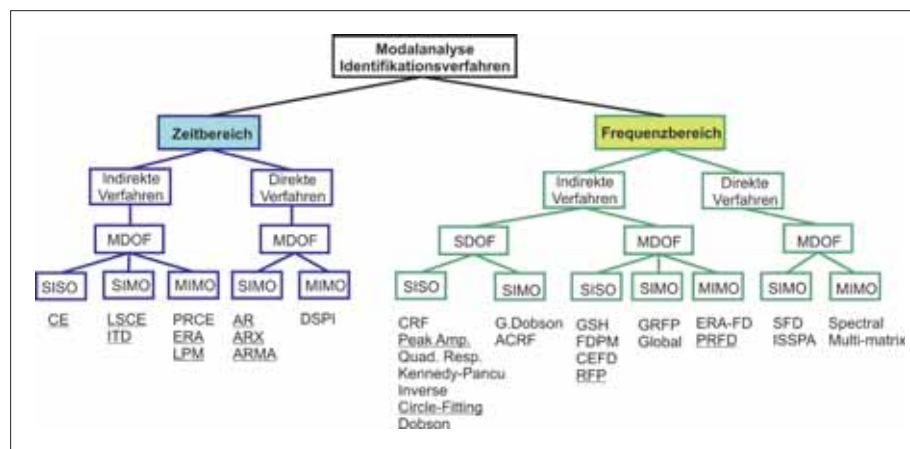 Modalanalyse
Identifikationsverfahren
Zeitbereich
Frequenzbereich
Indirekte
Verfahren
Direkte
Verfahren
Indirekte
Verfahren
Direkte
Verfahren
MDOF
MDOF
SDOF
MDOF
MDOF
SISO
SIMO
MIMO
SIMO
MIMO
SISO
SIMO
SISO
SIMO
MIMO
SIMO
MIMO
CE
LSCE
ITD
PRCE
ERA
LPM
AR
ARX
ARMA
DSPI
CRF
Peak Amp.
Quad. Resp.
Kennedy-Pancu
Inverse
Circle-Fitting
Dobson
G.Dobson
ACRF
GSH
FDPM
CEFD
RFP
GRFP
Global
ERA-FD
PRFD
SFD
ISSPA
Spectral
Multi-matrix